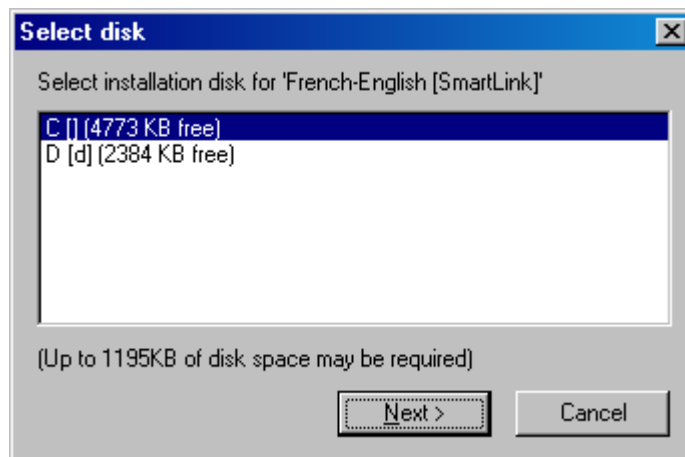 Select disk
Select installation disk for 'French-English [SmartLink]'
C [] (4773 KB free)
D [d] (2384 KB free)
(Up to 1195KB of disk space may be required)
Next >
Cancel